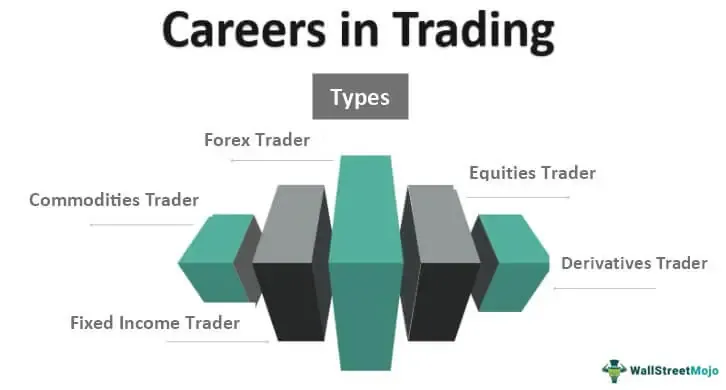 Careers in Trading
Types
Forex Trader
Equities Trader
Commodities Trader
Derivatives Trader
Fixed Income Trader
WallStreetMojo